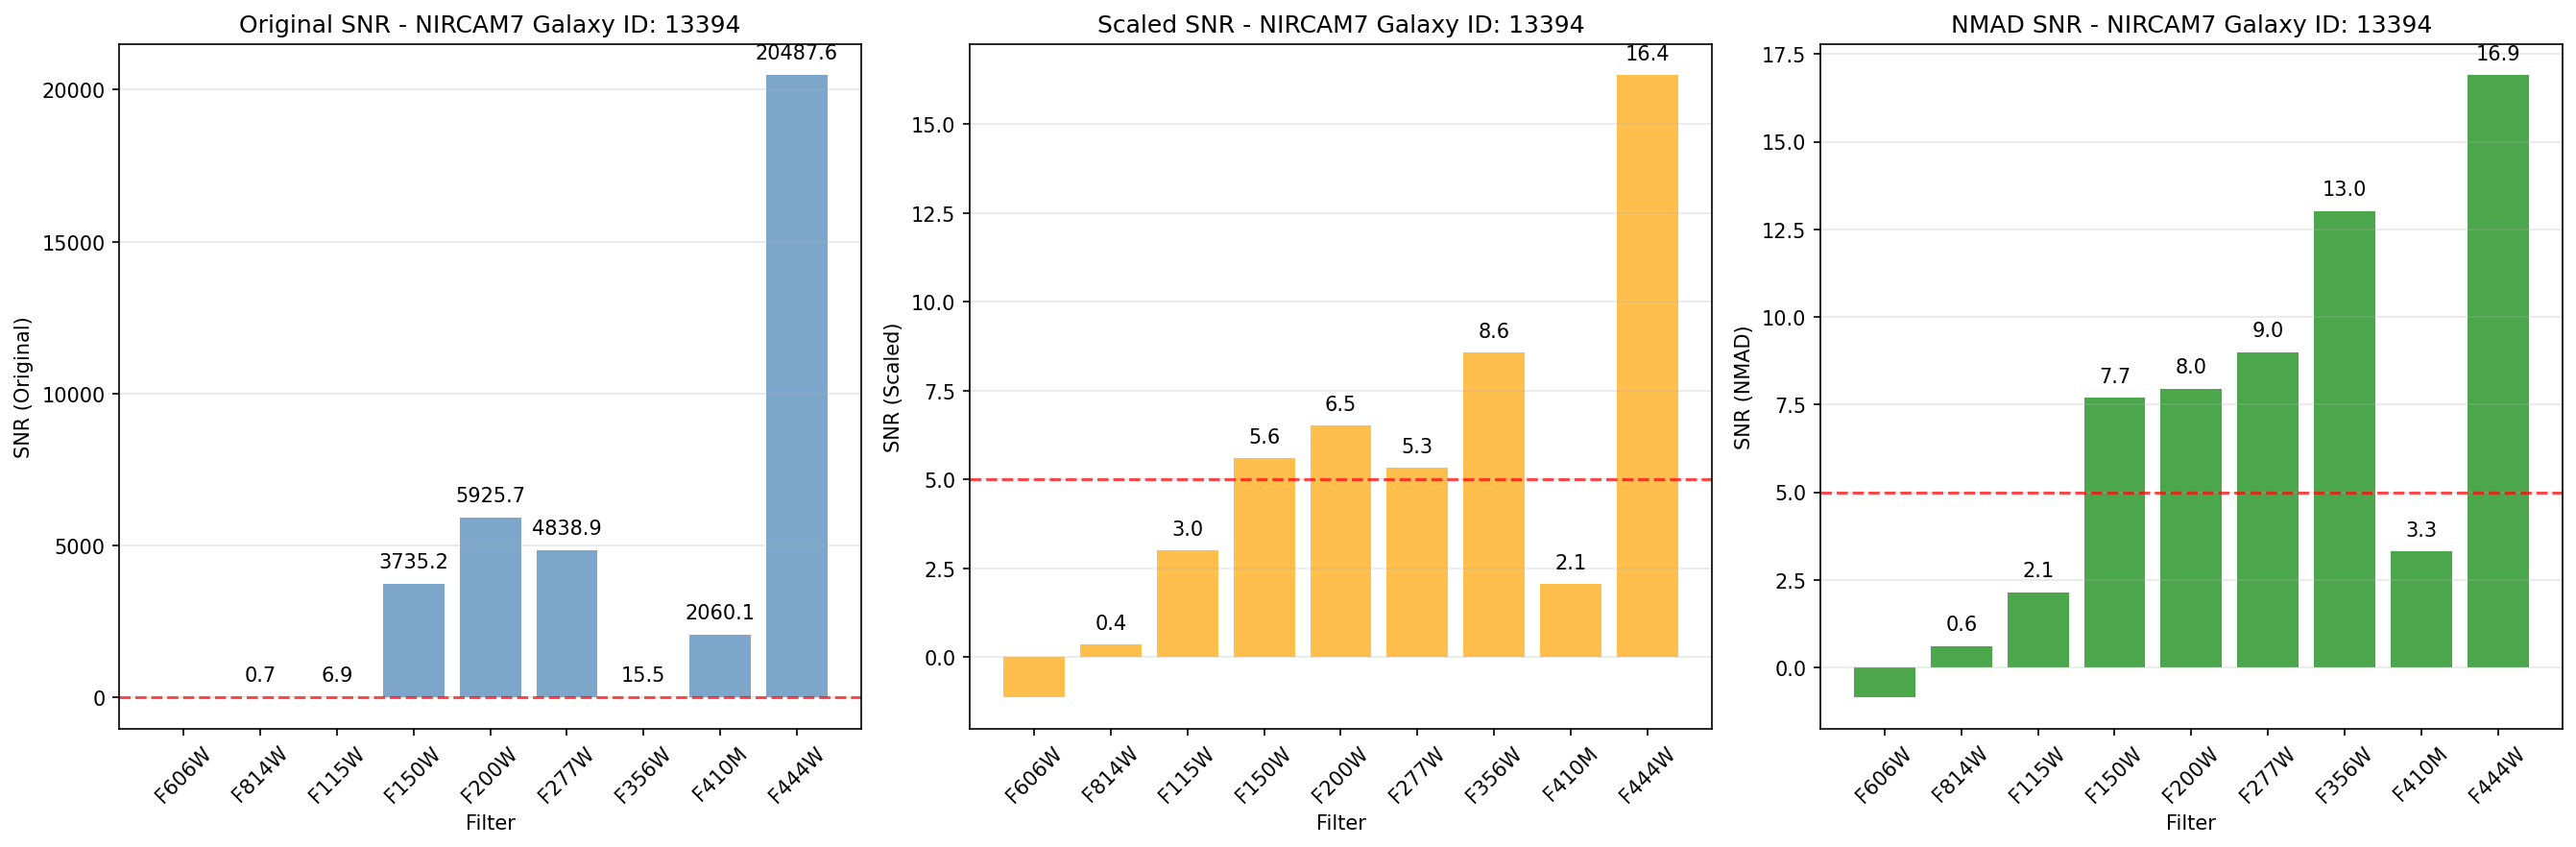 Original SNR - NIRCAM7 Galaxy ID: 13394
SNR (Original)
20000
15000
10000
5000
0
0.7
6.9
3735.2
5925.7
4838.9
15.5
2060.1
20487.6
F606W
F814W
F115W
F150W
F200W
F277W
F356W
F410M
F444W
Filter
Scaled SNR - NIRCAM7 Galaxy ID: 13394
SNR (Scaled)
15.0
12.5
10.0
7.5
5.0
2.5
0.0
0.4
3.0
5.6
6.5
5.3
8.6
2.1
16.4
F606W
F814W
F115W
F150W
F200W
F277W
F356W
F410M
F444W
Filter
NMAD SNR - NIRCAM7 Galaxy ID: 13394
SNR (NMAD)
17.5
15.0
12.5
10.0
7.5
5.0
2.5
0.0
0.6
2.1
7.7
8.0
9.0
13.0
3.3
16.9
F606W
F814W
F115W
F150W
F200W
F277W
F356W
F410M
F444W
Filter